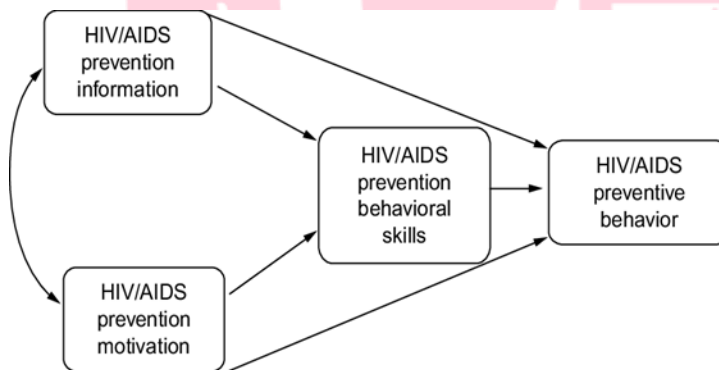 HIV/AIDS
prevention
information
HIV/AIDS
prevention
behavioral
skills
HIV/AIDS
preventive
behavior
HIV/AIDS
prevention
motivation